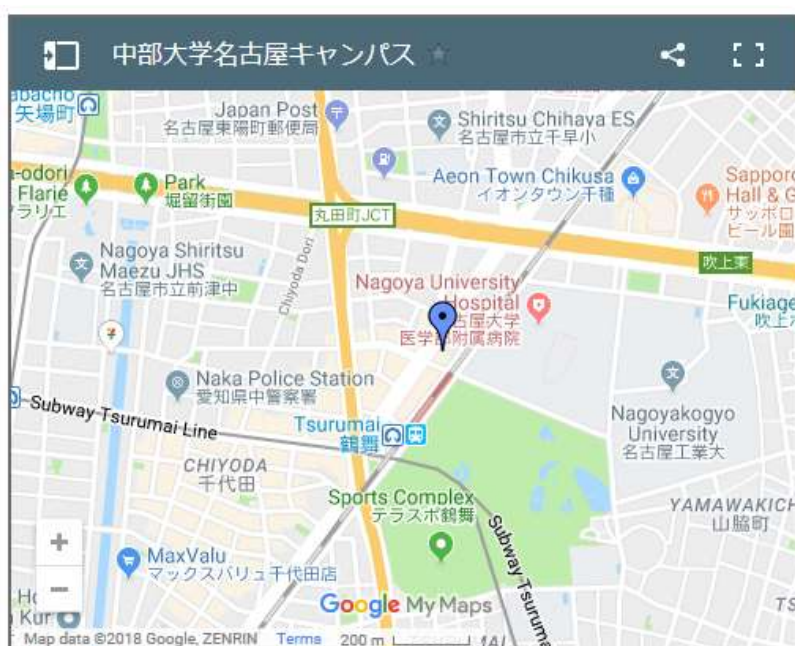 中部大学名古屋キャンパス
矢場町
Japan Post
名古屋東陽町郵便局
Shiritsu Chihaya ES
名古屋市立千早小
Aeon Town Chikusa
イオンタウン千種
Flarie
Park
堀留街園
丸田町JCT
Hall & G
サッポロ
ビール園
吹上東
Nagoya Shiritsu
Maezu JHS
名古屋市立前津中
Chiyoda Dori
Nagoya University
Hospital
古屋大学
医学部附属病院
Fukiage
Naka Police Station
愛知県中警察署
Subway Tsurumai Line
Tsurumai
鶴舞
Nagoyakogyo
University
名古屋工業大
CHIYODA
千代田
Sports Complex
テラスポ鶴舞
YAMAWAKICH
山脇町
Subway Tsuruma
MaxValu
マックスバリュ千代田店
Google My Maps
Map data ©2018 Google, ZENRIN Terms 200 m